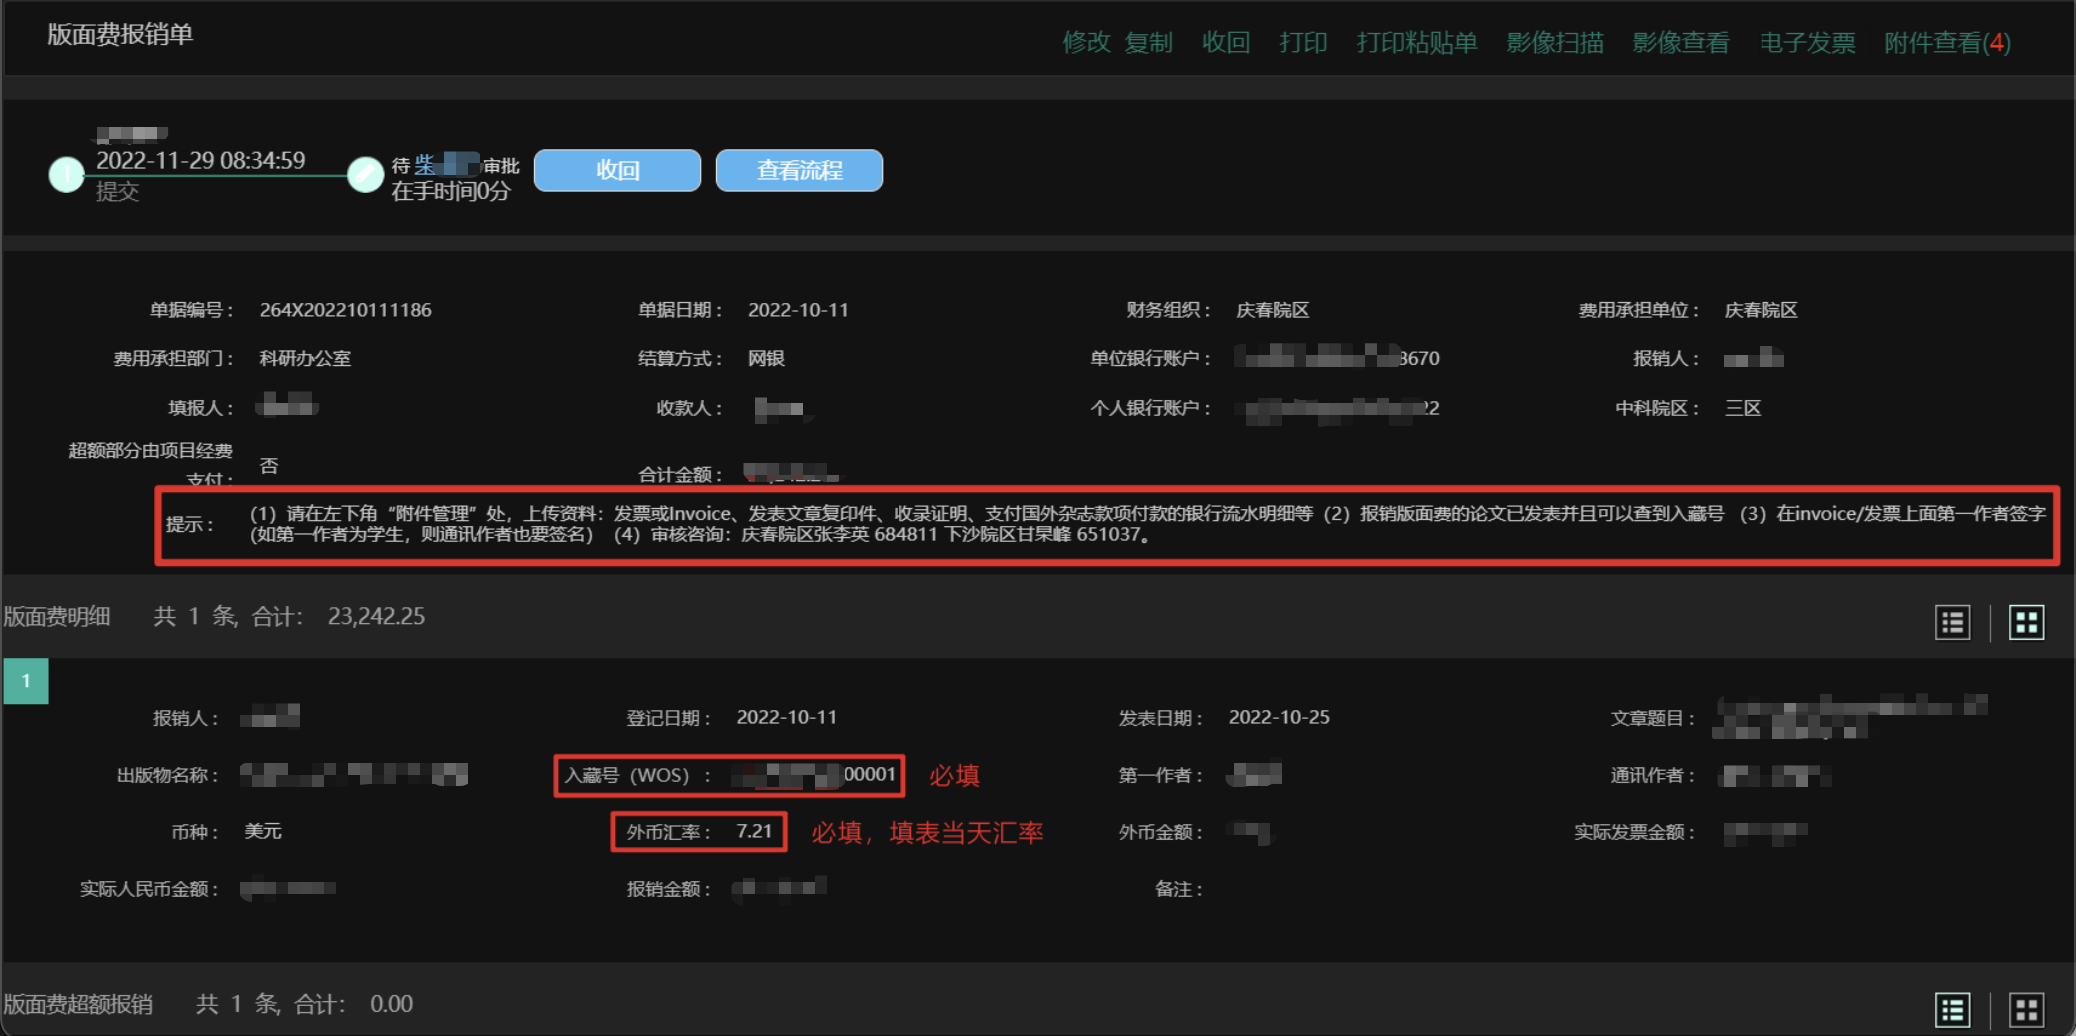 版面费报销单
修改 复制 收回 打印 打印粘贴单 影像扫描 影像查看 电子发票 附件查看(4)
2022-11-29 08:34:59
提交
待 柴 审批
在手时间0分
收回 查看流程
单据编号： 264X202210111186 单据日期： 2022-10-11 财务组织： 庆春院区 费用承担单位： 庆春院区
费用承担部门： 科研办公室 结算方式： 网银 单位银行账户： 3670 报销人：
填报人： 收款人： 个人银行账户： 22 中科院区： 三区
超额部分由项目经费
支付： 否 合计金额：
提示： (1）请在左下角“附件管理”处，上传资料：发票或Invoice、发表文章复印件、收录证明、支付国外杂志款项付款的银行流水明细等（2）报销版面费的论文已发表并且可以查到入藏号 （3）在invoice/发票上面第一作者签字
(如第一作者为学生，则通讯作者也要签名） （4）审核咨询：庆春院区张李英 684811 下沙院区甘杲峰 651037。
版面费明细 共 1 条, 合计： 23,242.25
1
报销人： 登记日期： 2022-10-11 发表日期： 2022-10-25 文章题目：
出版物名称： 入藏号（WOS）： 00001 必填 第一作者： 通讯作者：
币种： 美元 外币汇率： 7.21 必填，填表当天汇率 外币金额： 实际发票金额：
实际人民币金额： 报销金额： 备注：
版面费超额报销 共 1 条, 合计： 0.00